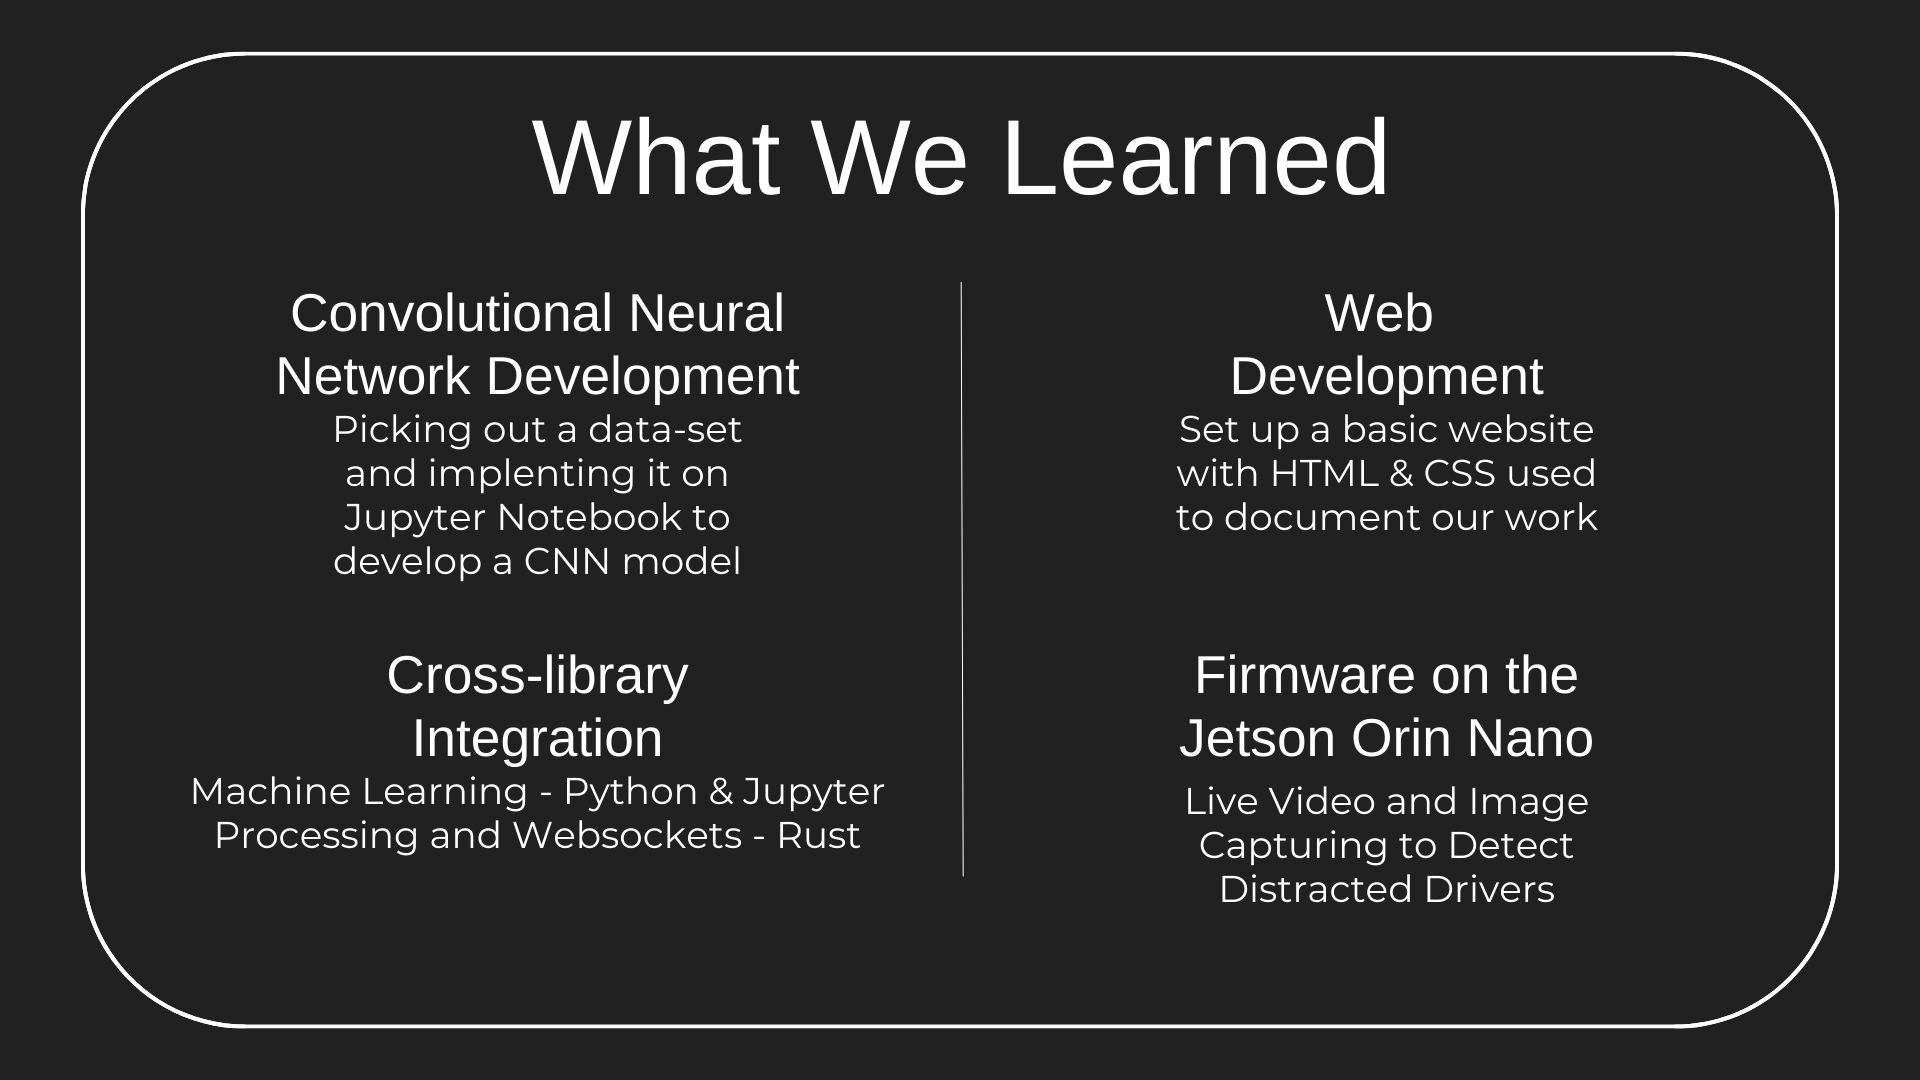 What We Learned
Convolutional Neural
Network Development
Picking out a data-set
and implenting it on
Jupyter Notebook to
develop a CNN model
Cross-library
Integration
Machine Learning - Python & Jupyter
Processing and Websockets - Rust
Web
Development
Set up a basic website
with HTML & CSS used
to document our work
Firmware on the
Jetson Orin Nano
Live Video and Image
Capturing to Detect
Distracted Drivers